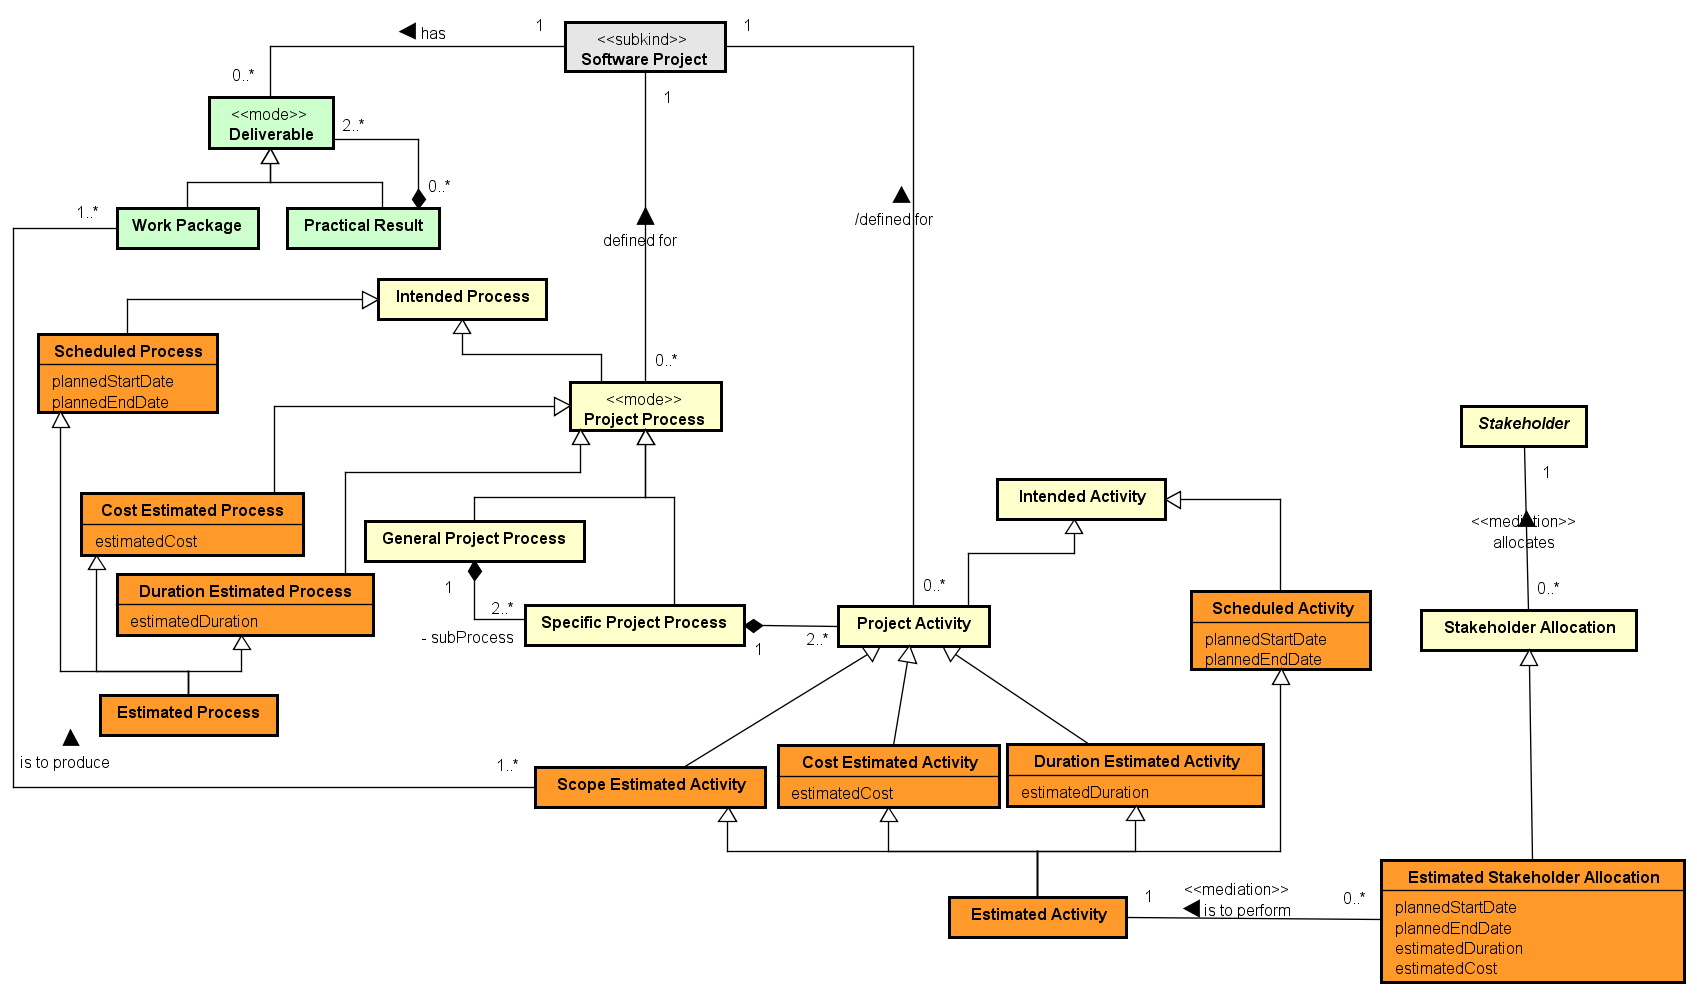 1
<<subkind>>
Software Project
1
has
0..*
1
<<mode>>
Deliverable
2..*
0..*
1..*
Work Package
Practical Result
/defined for
defined for
Intended Process
Scheduled Process
plannedStartDate
plannedEndDate
0..*
<<mode>>
Project Process
Stakeholder
1
Cost Estimated Process
estimatedCost
Intended Activity
<<mediation>>
allocates
General Project Process
Duration Estimated Process
estimatedDuration
1
2..*
- subProcess
Specific Project Process
1
2..*
0..*
Project Activity
Scheduled Activity
plannedStartDate
plannedEndDate
0..*
Stakeholder Allocation
Estimated Process
is to produce
1..*
Scope Estimated Activity
Cost Estimated Activity
estimatedCost
Duration Estimated Activity
estimatedDuration
Estimated Activity
1
<<mediation>>
is to perform
0..*
Estimated Stakeholder Allocation
plannedStartDate
plannedEndDate
estimatedDuration
estimatedCost